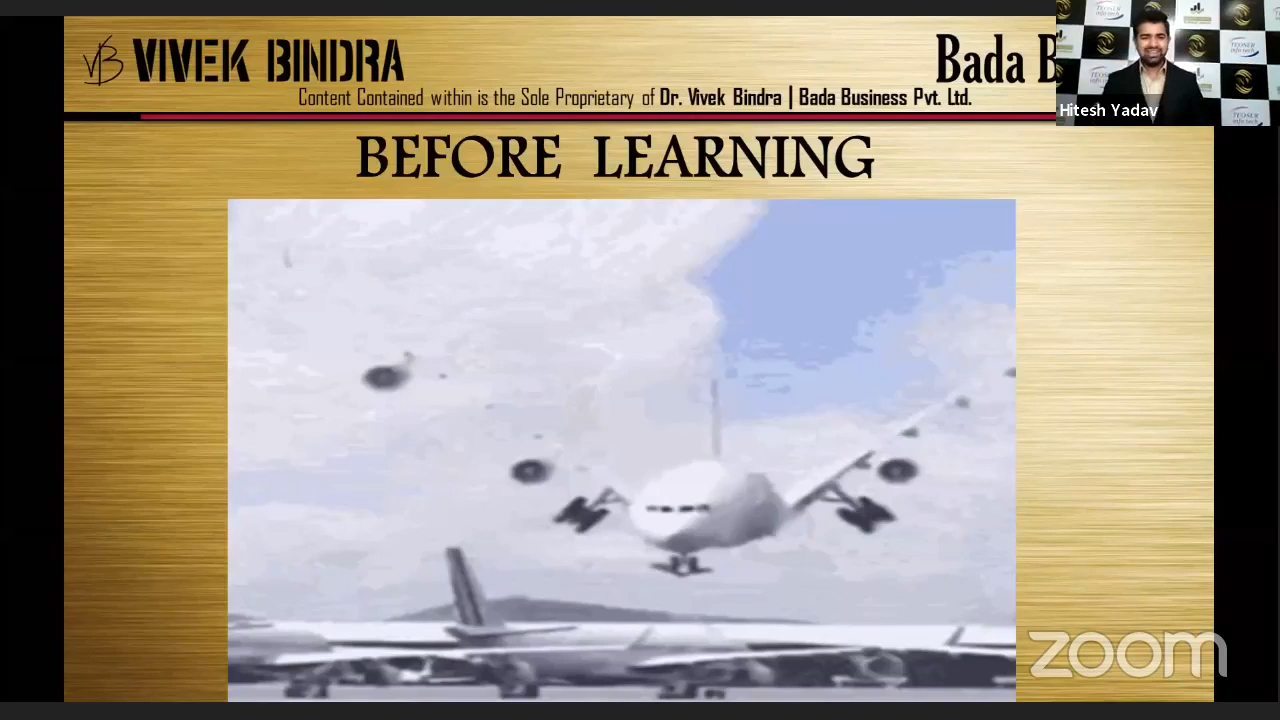 VB VIVEK BINDRA
Bada B
Content Contained within is the Sole Proprietary of Dr. Vivek Bindra | Bada Business Pvt. Ltd.
Hitesh Yadav
BEFORE LEARNING
zoom